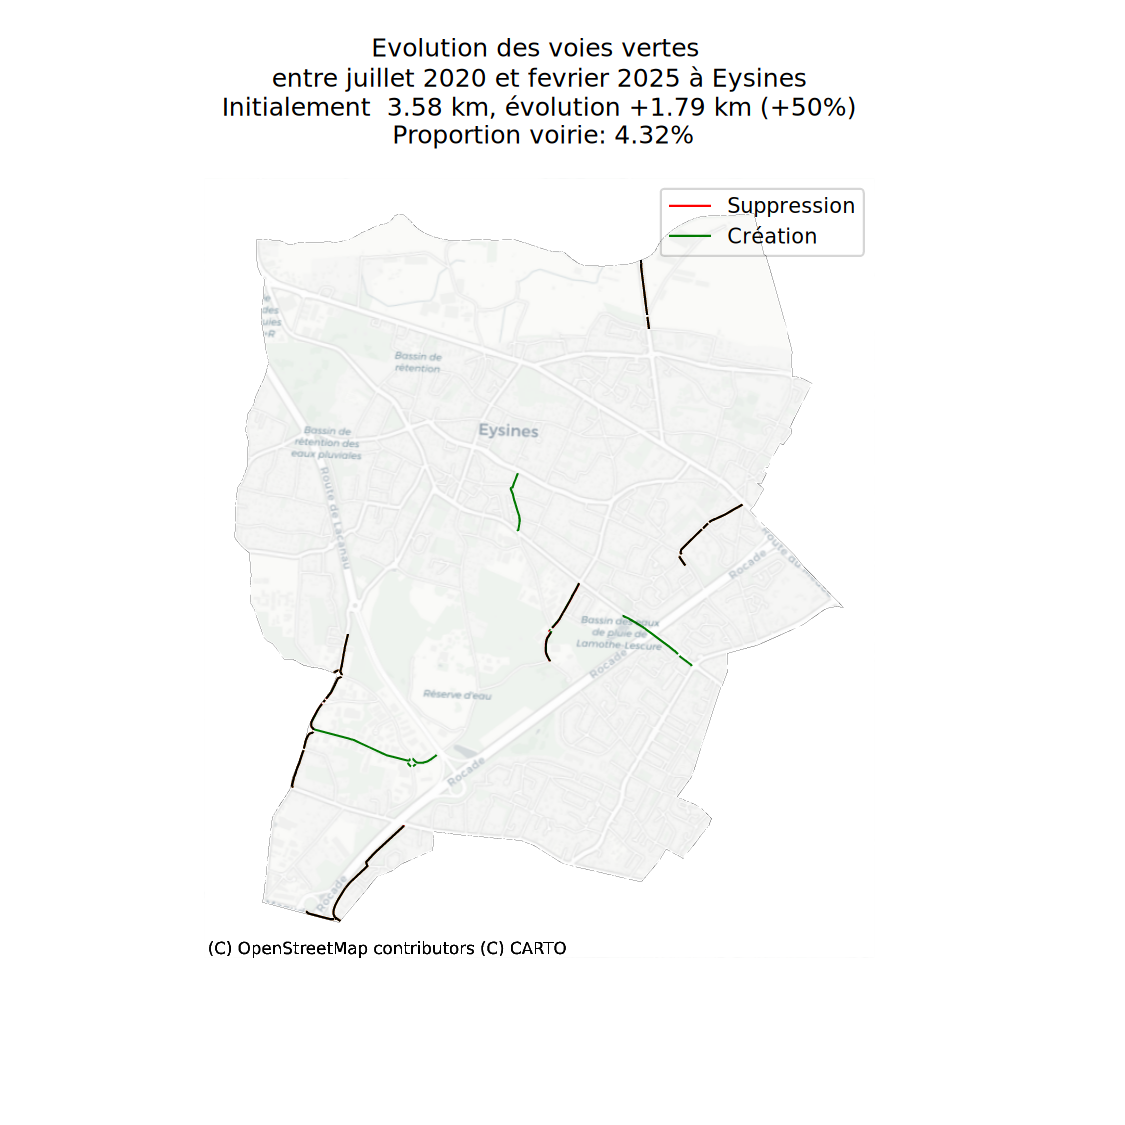 Evolution des voies vertes
entre juillet 2020 et fevrier 2025 à Eysines
Initialement  3.58 km, évolution +1.79 km (+50%)
Proportion voirie: 4.32%
Suppression
Création
des
+R
Bassin de
rétention
Eysines
Bassin de
rétention des
eaux pluviales
Route de Lacanau
Route du
Rocade
Bassin des eaux
de pluie de
Lamothe-Lescure
Rocade
Réserve d'eau
Rocade
Rocade
(C) OpenStreetMap contributors (C) CARTO